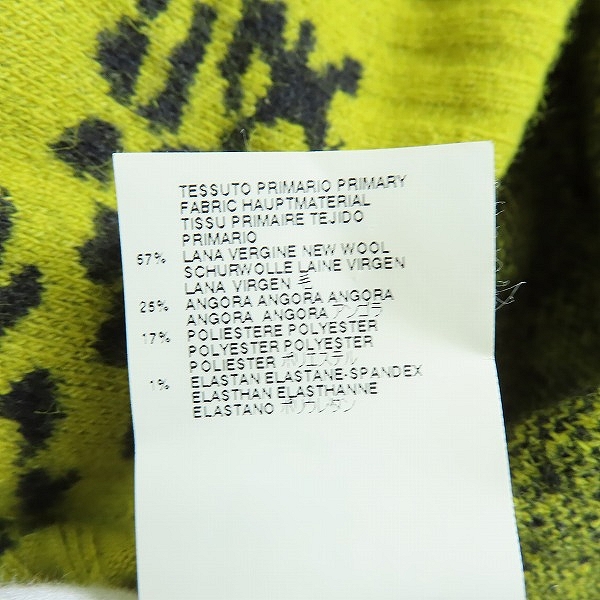 TESSUTO PRIMARIO PRIMARY
FABRIC HAUPTMATERIAL
TISSU PRIMAIRE TEJIDO
PRIMARIO
57% LANA VERGINE NEW WOOL
SCHURWOLLE LAINE VIRGEN
LANA VIRGEN 毛
25% ANGORA ANGORA ANGORA
ANGORA ANGORA アンゴラ
17% POLIESTERE POLYESTER
POLYESTER POLYESTER
POLIESTER ポリエステル
1% ELASTAN ELASTANE-SPANDEX
ELASTHAN ELASTHANNE
ELASTANO ポリウレタン